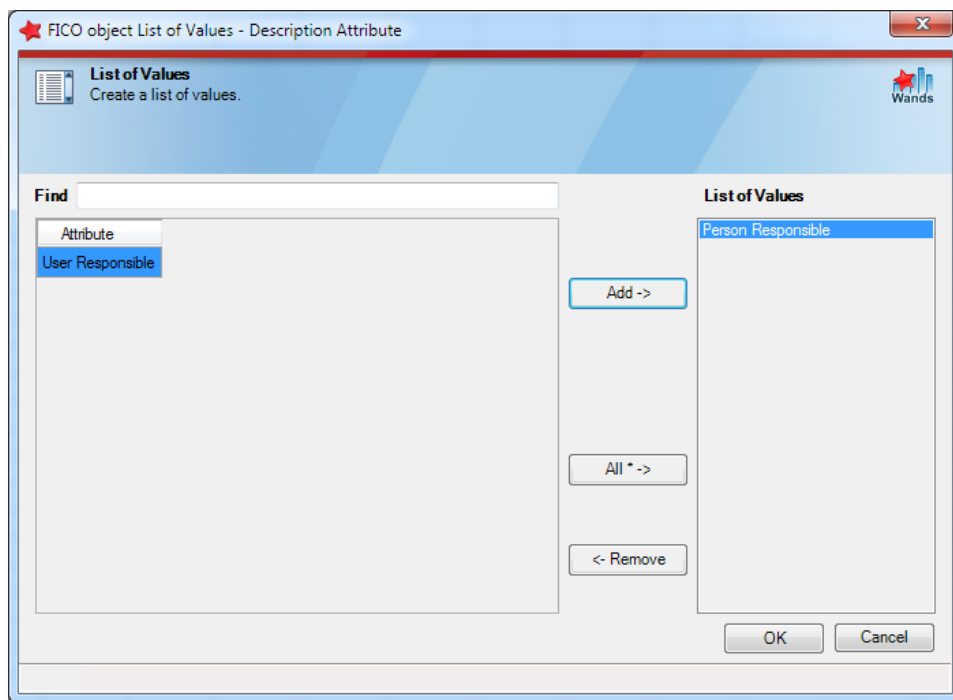 FICO object List of Values - Description Attribute
List of Values
Create a list of values.
Wands
Find
List of Values
Attribute
Person Responsible
User Responsible
Add ->
All * ->
<- Remove
OK
Cancel